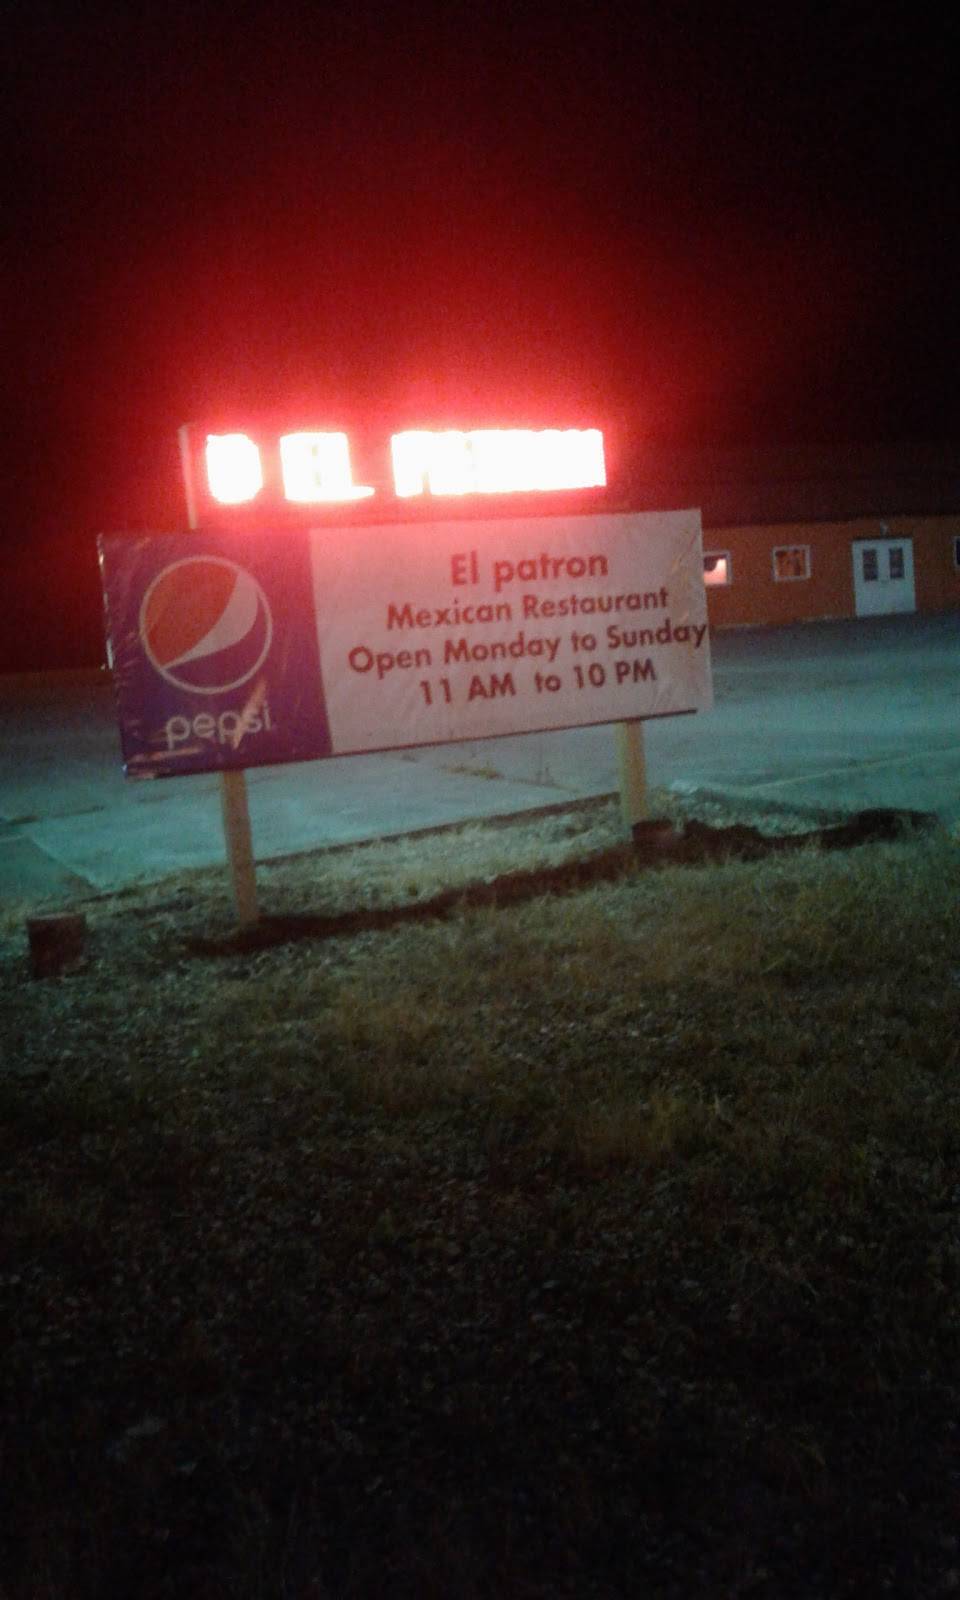 EL
El patron
Mexican Restaurant
Open Monday to Sunday
11 AM to 10 PM
pepsi